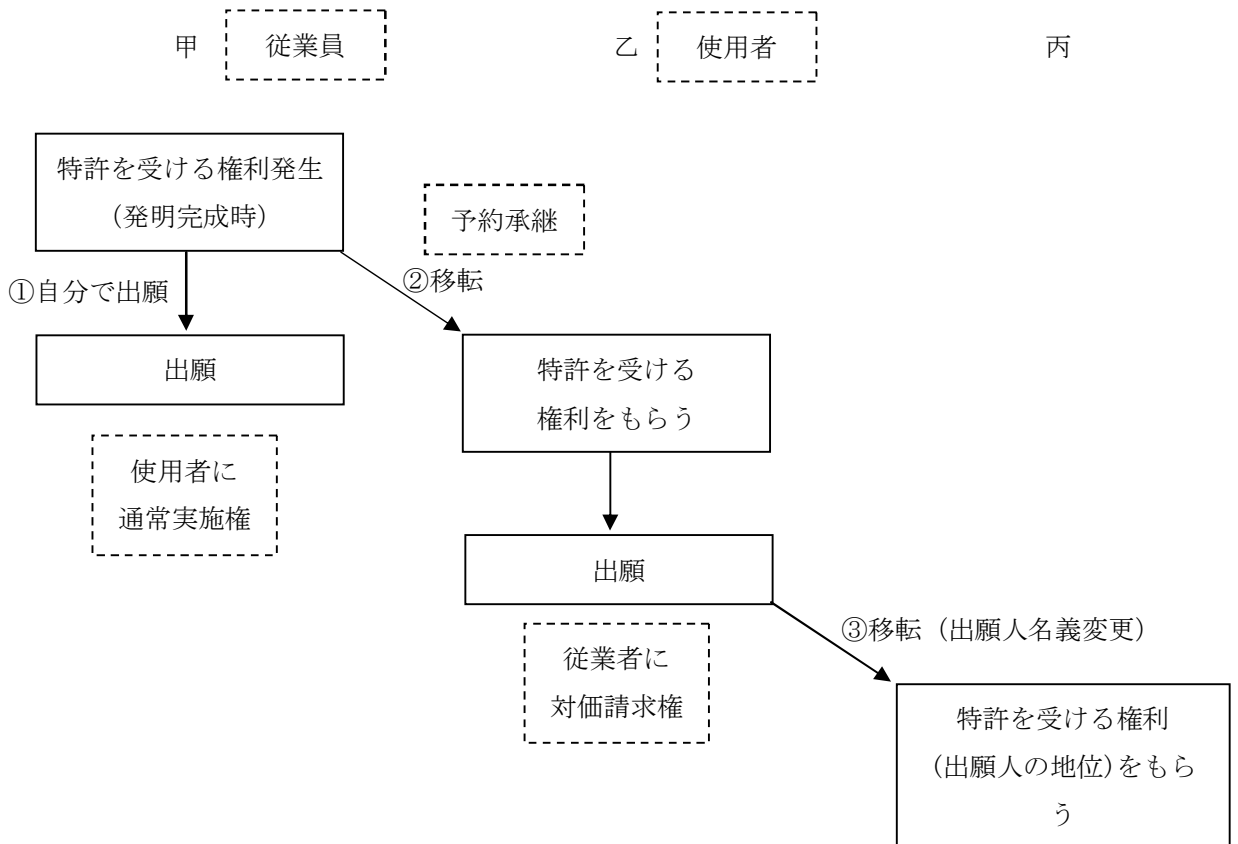 甲
従業員
乙
使用者
丙
特許を受ける権利発生
(発明完成時)
予約承継
①自分で出願
②移転
出願
特許を受ける
権利をもらう
使用者に
通常実施権
出願
③移転（出願人名義変更）
従業者に
対価請求権
特許を受ける権利
(出願人の地位)をもら
う